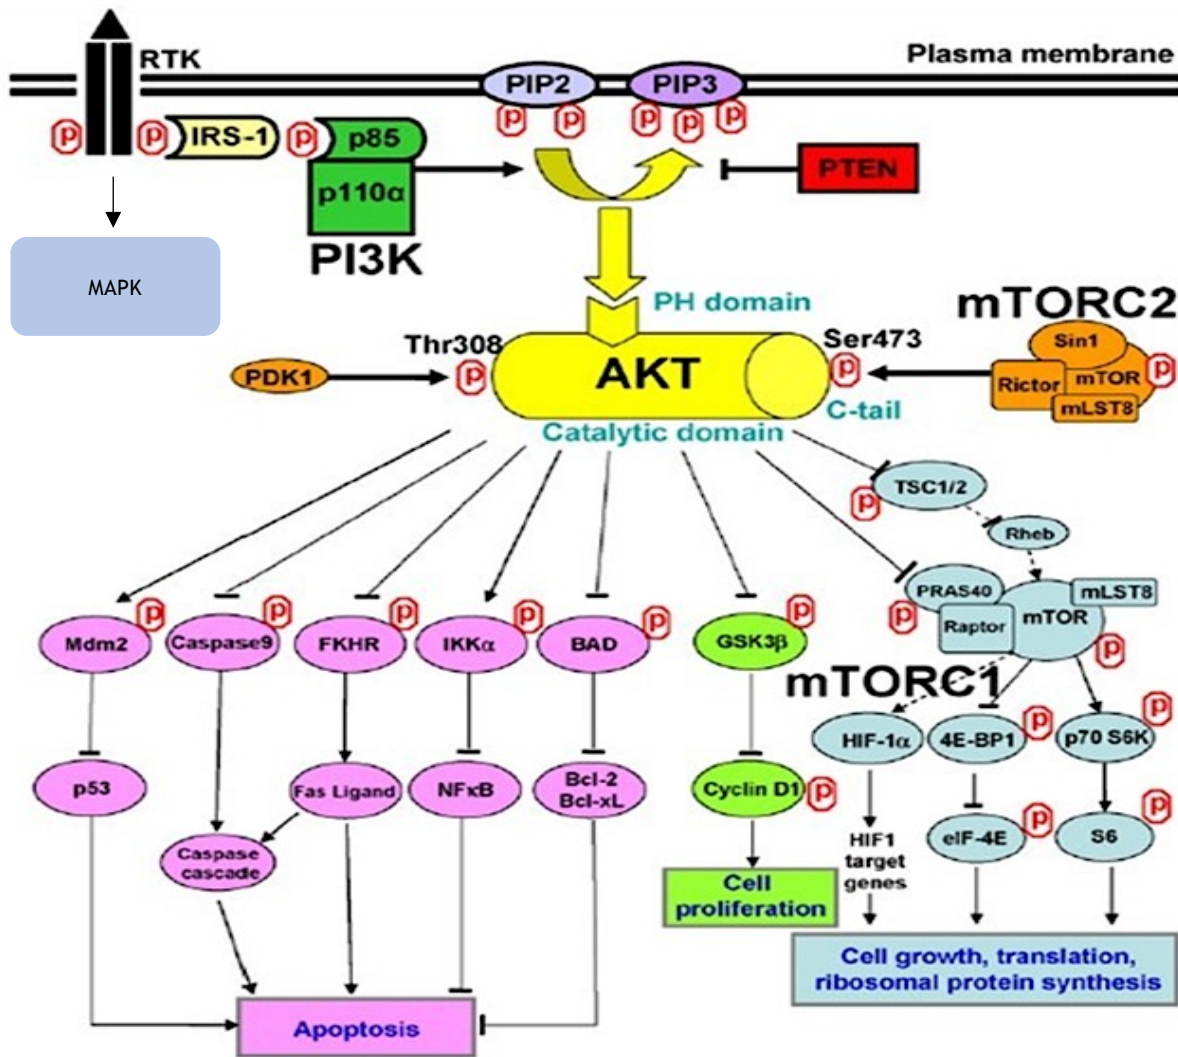 RTK
Plasma membrane
PIP2
PIP3
P
P
P
P
P
P
P
P
IRS-1
p85
p110α
PI3K
PTEN
MAPK
PH domain
mTORC2
Sin1
Rictor
mTOR
mLST8
P
Thr308
Ser473
PDK1
P
AKT
P
C-tail
Catalytic domain
TSC1/2
P
Rheb
PRAS40
mLST8
mTOR
Raptor
P
P
mTORC1
Mdm2
P
Caspase9
P
FKHR
P
IKKα
P
BAD
P
GSK3β
P
HIF-1α
4E-BP1
P
p70 S6K
P
p53
Fas Ligand
NFκB
Bcl-2
Bcl-xL
Cyclin D1
P
eIF-4E
P
S6
P
HIF1
target
genes
Caspase
cascade
Cell
proliferation
Cell growth, translation,
ribosomal protein synthesis
Apoptosis